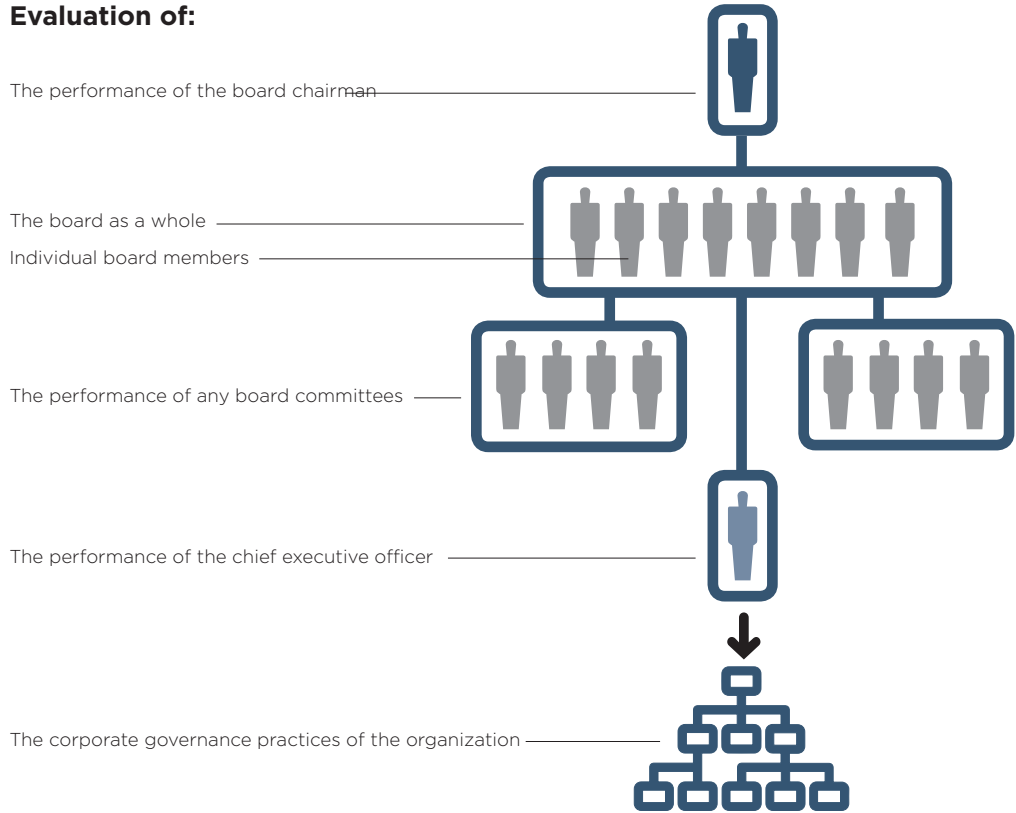 Evaluation of:
The performance of the board chairman
The board as a whole
Individual board members
The performance of any board committees
The performance of the chief executive officer
The corporate governance practices of the organization